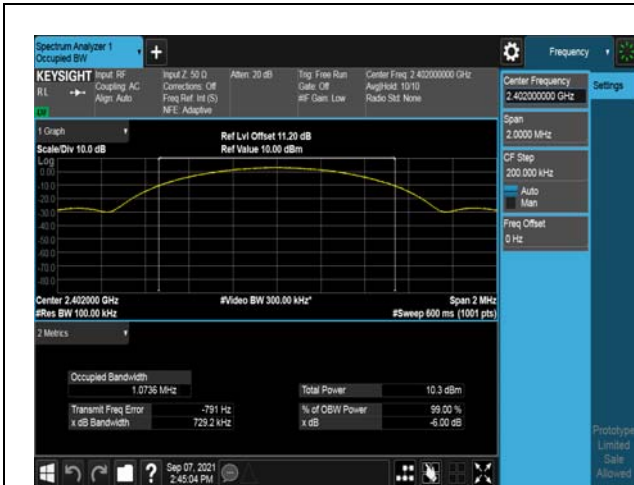 Spectrum Analyzer 1
Occupied BW
+
Frequency
KEYSIGHT
RL
Input: RF
Coupling: AC
Align: Auto
Input Z: 50 Ω
Corrections: Off
Freq Ref: Int (S)
NFE: Adaptive
Atten: 20 dB
Trig: Free Run
Gate: Off
#IF Gain: Low
Center Freq: 2.402000000 GHz
Avg|Hold: 10/10
Radio Std: None
1 Graph
Scale/Div 10.0 dB
Ref Lvl Offset 11.20 dB
Ref Value 10.00 dBm
Log
0.00
-10.0
-20.0
-30.0
-40.0
-50.0
-60.0
-70.0
-80.0
Center 2.402000 GHz
#Res BW 100.00 kHz
#Video BW 300.00 kHz*
Span 2 MHz
#Sweep 600 ms (1001 pts)
2 Metrics
Occupied Bandwidth
1.0736 MHz
Total Power 10.3 dBm
Transmit Freq Error -791 Hz
% of OBW Power 99.00 %
x dB Bandwidth 729.2 kHz
x dB -6.00 dB
Center Frequency
2.402000000 GHz
Settings
Span
2.0000 MHz
CF Step
200.000 kHz
Auto
Man
Freq Offset
0 Hz
Prototype
Limited
Sale
Allowed
?
Sep 07, 2021
2:45:04 PM